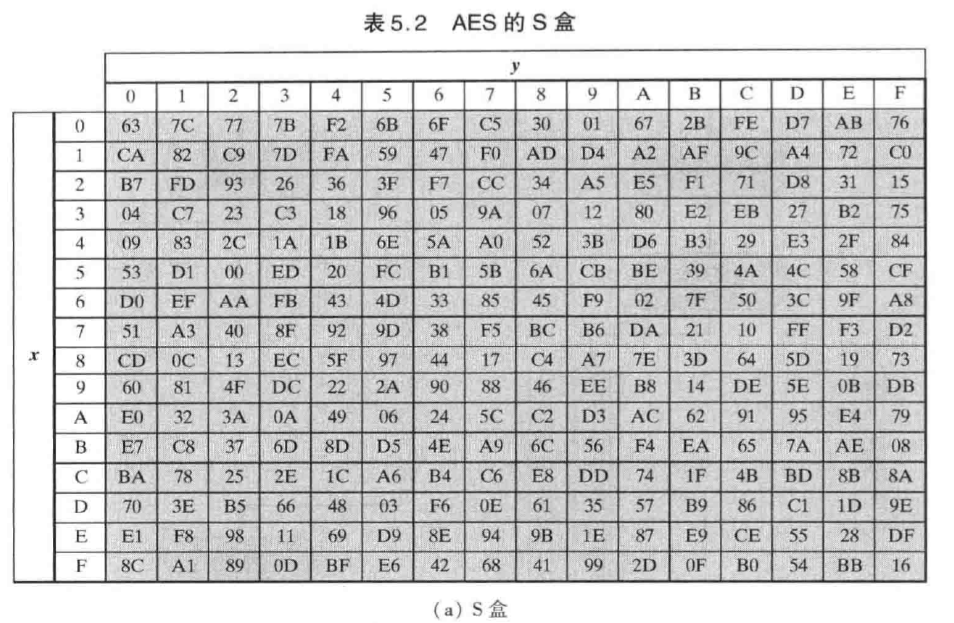 表5.2 AES 的 S 盒
y
0 1 2 3 4 5 6 7 8 9 A B C D E F
0 63 7C 77 7B F2 6B 6F C5 30 01 67 2B FE D7 AB 76
1 CA 82 C9 7D FA 59 47 F0 AD D4 A2 AF 9C A4 72 C0
2 B7 FD 93 26 36 3F F7 CC 34 A5 E5 F1 71 D8 31 15
3 04 C7 23 C3 18 96 05 9A 07 12 80 E2 EB 27 B2 75
4 09 83 2C 1A 1B 6E 5A A0 52 3B D6 B3 29 E3 2F 84
5 53 D1 00 ED 20 FC B1 5B 6A CB BE 39 4A 4C 58 CF
6 D0 EF AA FB 43 4D 33 85 45 F9 02 7F 50 3C 9F A8
7 51 A3 40 8F 92 9D 38 F5 BC B6 DA 21 10 FF F3 D2
x 8 CD 0C 13 EC 5F 97 44 17 C4 A7 7E 3D 64 5D 19 73
9 60 81 4F DC 22 2A 90 88 46 EE B8 14 DE 5E 0B DB
A E0 32 3A 0A 49 06 24 5C C2 D3 AC 62 91 95 E4 79
B E7 C8 37 6D 8D D5 4E A9 6C 56 F4 EA 65 7A AE 08
C BA 78 25 2E 1C A6 B4 C6 E8 DD 74 1F 4B BD 8B 8A
D 70 3E B5 66 48 03 F6 0E 61 35 57 B9 86 C1 1D 9E
E E1 F8 98 11 69 D9 8E 94 9B 1E 87 E9 CE 55 28 DF
F 8C A1 89 0D BF E6 42 68 41 99 2D 0F B0 54 BB 16
(a) S 盒